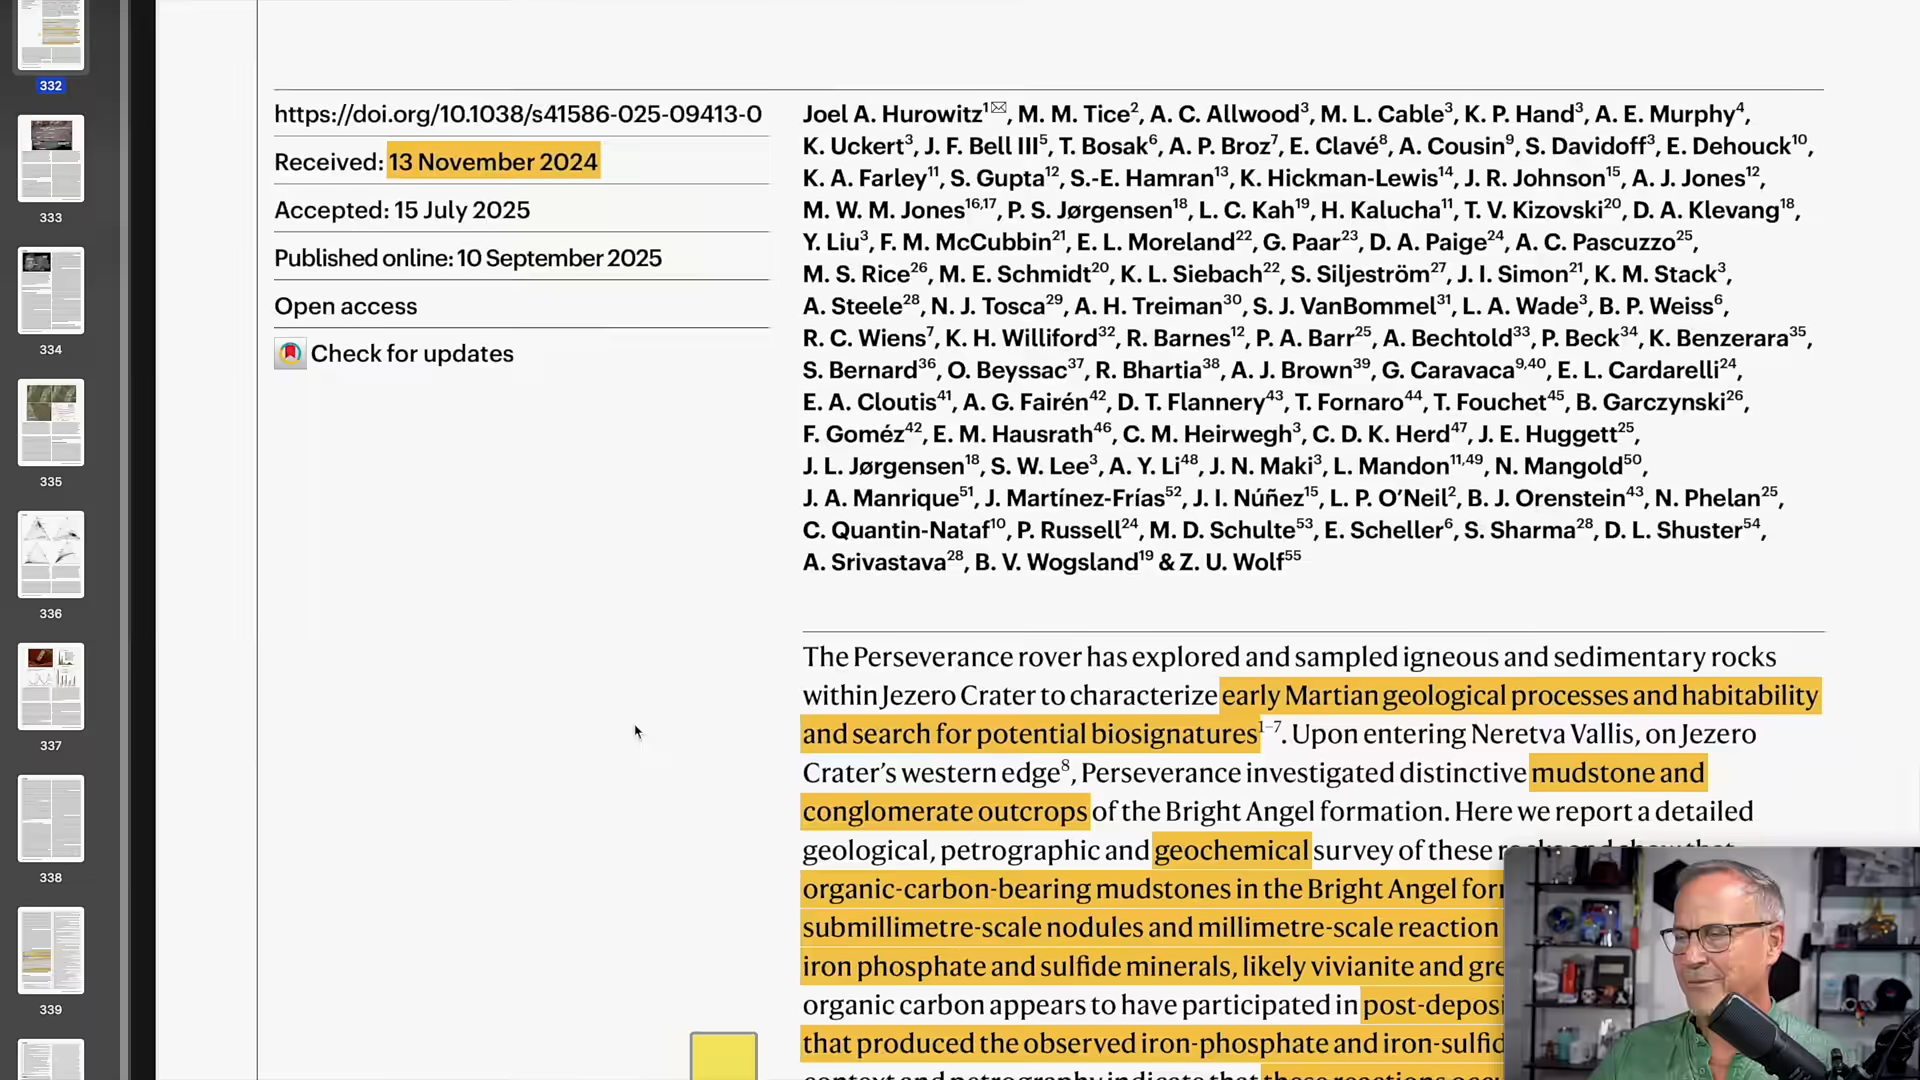 332
333
334
335
336
337
338
339
https://doi.org/10.1038/s41586-025-09413-0
Received: 13 November 2024
Accepted: 15 July 2025
Published online: 10 September 2025
Open access
Check for updates
Joel A. Hurowitz1✉, M. M. Tice2, A. C. Allwood3, M. L. Cable3, K. P. Hand3, A. E. Murphy4,
K. Uckert3, J. F. Bell III5, T. Bosak6, A. P. Broz7, E. Clavé8, A. Cousin9, S. Davidoff3, E. Dehouck10,
K. A. Farley11, S. Gupta12, S.-E. Hamran13, K. Hickman-Lewis14, J. R. Johnson15, A. J. Jones12,
M. W. M. Jones16,17, P. S. Jørgensen18, L. C. Kah19, H. Kalucha11, T. V. Kizovski20, D. A. Klevang18,
Y. Liu3, F. M. McCubbin21, E. L. Moreland22, G. Paar23, D. A. Paige24, A. C. Pascuzzo25,
M. S. Rice26, M. E. Schmidt20, K. L. Siebach22, S. Siljeström27, J. I. Simon21, K. M. Stack3,
A. Steele28, N. J. Tosca29, A. H. Treiman30, S. J. VanBommel31, L. A. Wade3, B. P. Weiss6,
R. C. Wiens7, K. H. Williford32, R. Barnes12, P. A. Barr25, A. Bechtold33, P. Beck34, K. Benzerara35,
S. Bernard36, O. Beyssac37, R. Bhartia38, A. J. Brown39, G. Caravaca9,40, E. L. Cardarelli24,
E. A. Cloutis41, A. G. Fairén42, D. T. Flannery43, T. Fornaro44, T. Fouchet45, B. Garczynski26,
F. Goméz42, E. M. Hausrath46, C. M. Heirwegh3, C. D. K. Herd47, J. E. Huggett25,
J. L. Jørgensen18, S. W. Lee3, A. Y. Li48, J. N. Maki3, L. Mandon11,49, N. Mangold50,
J. A. Manrique51, J. Martínez-Frías52, J. I. Núñez15, L. P. O’Neil2, B. J. Orenstein43, N. Phelan25,
C. Quantin-Nataf10, P. Russell24, M. D. Schulte53, E. Scheller6, S. Sharma28, D. L. Shuster54,
A. Srivastava28, B. V. Wogsland19 & Z. U. Wolf55
The Perseverance rover has explored and sampled igneous and sedimentary rocks
within Jezero Crater to characterize early Martian geological processes and habitability
and search for potential biosignatures1–7. Upon entering Neretva Vallis, on Jezero
Crater’s western edge8, Perseverance investigated distinctive mudstone and
conglomerate outcrops of the Bright Angel formation. Here we report a detailed
geological, petrographic and geochemical survey of these rocks and show that
organic-carbon-bearing mudstones in the Bright Angel
submillimetre-scale nodules and millimetre-scale reaction
iron phosphate and sulfide minerals, likely vivianite and
organic carbon appears to have participated in
that produced the observed iron-phosphate and
context and petrography indicate that these reactions